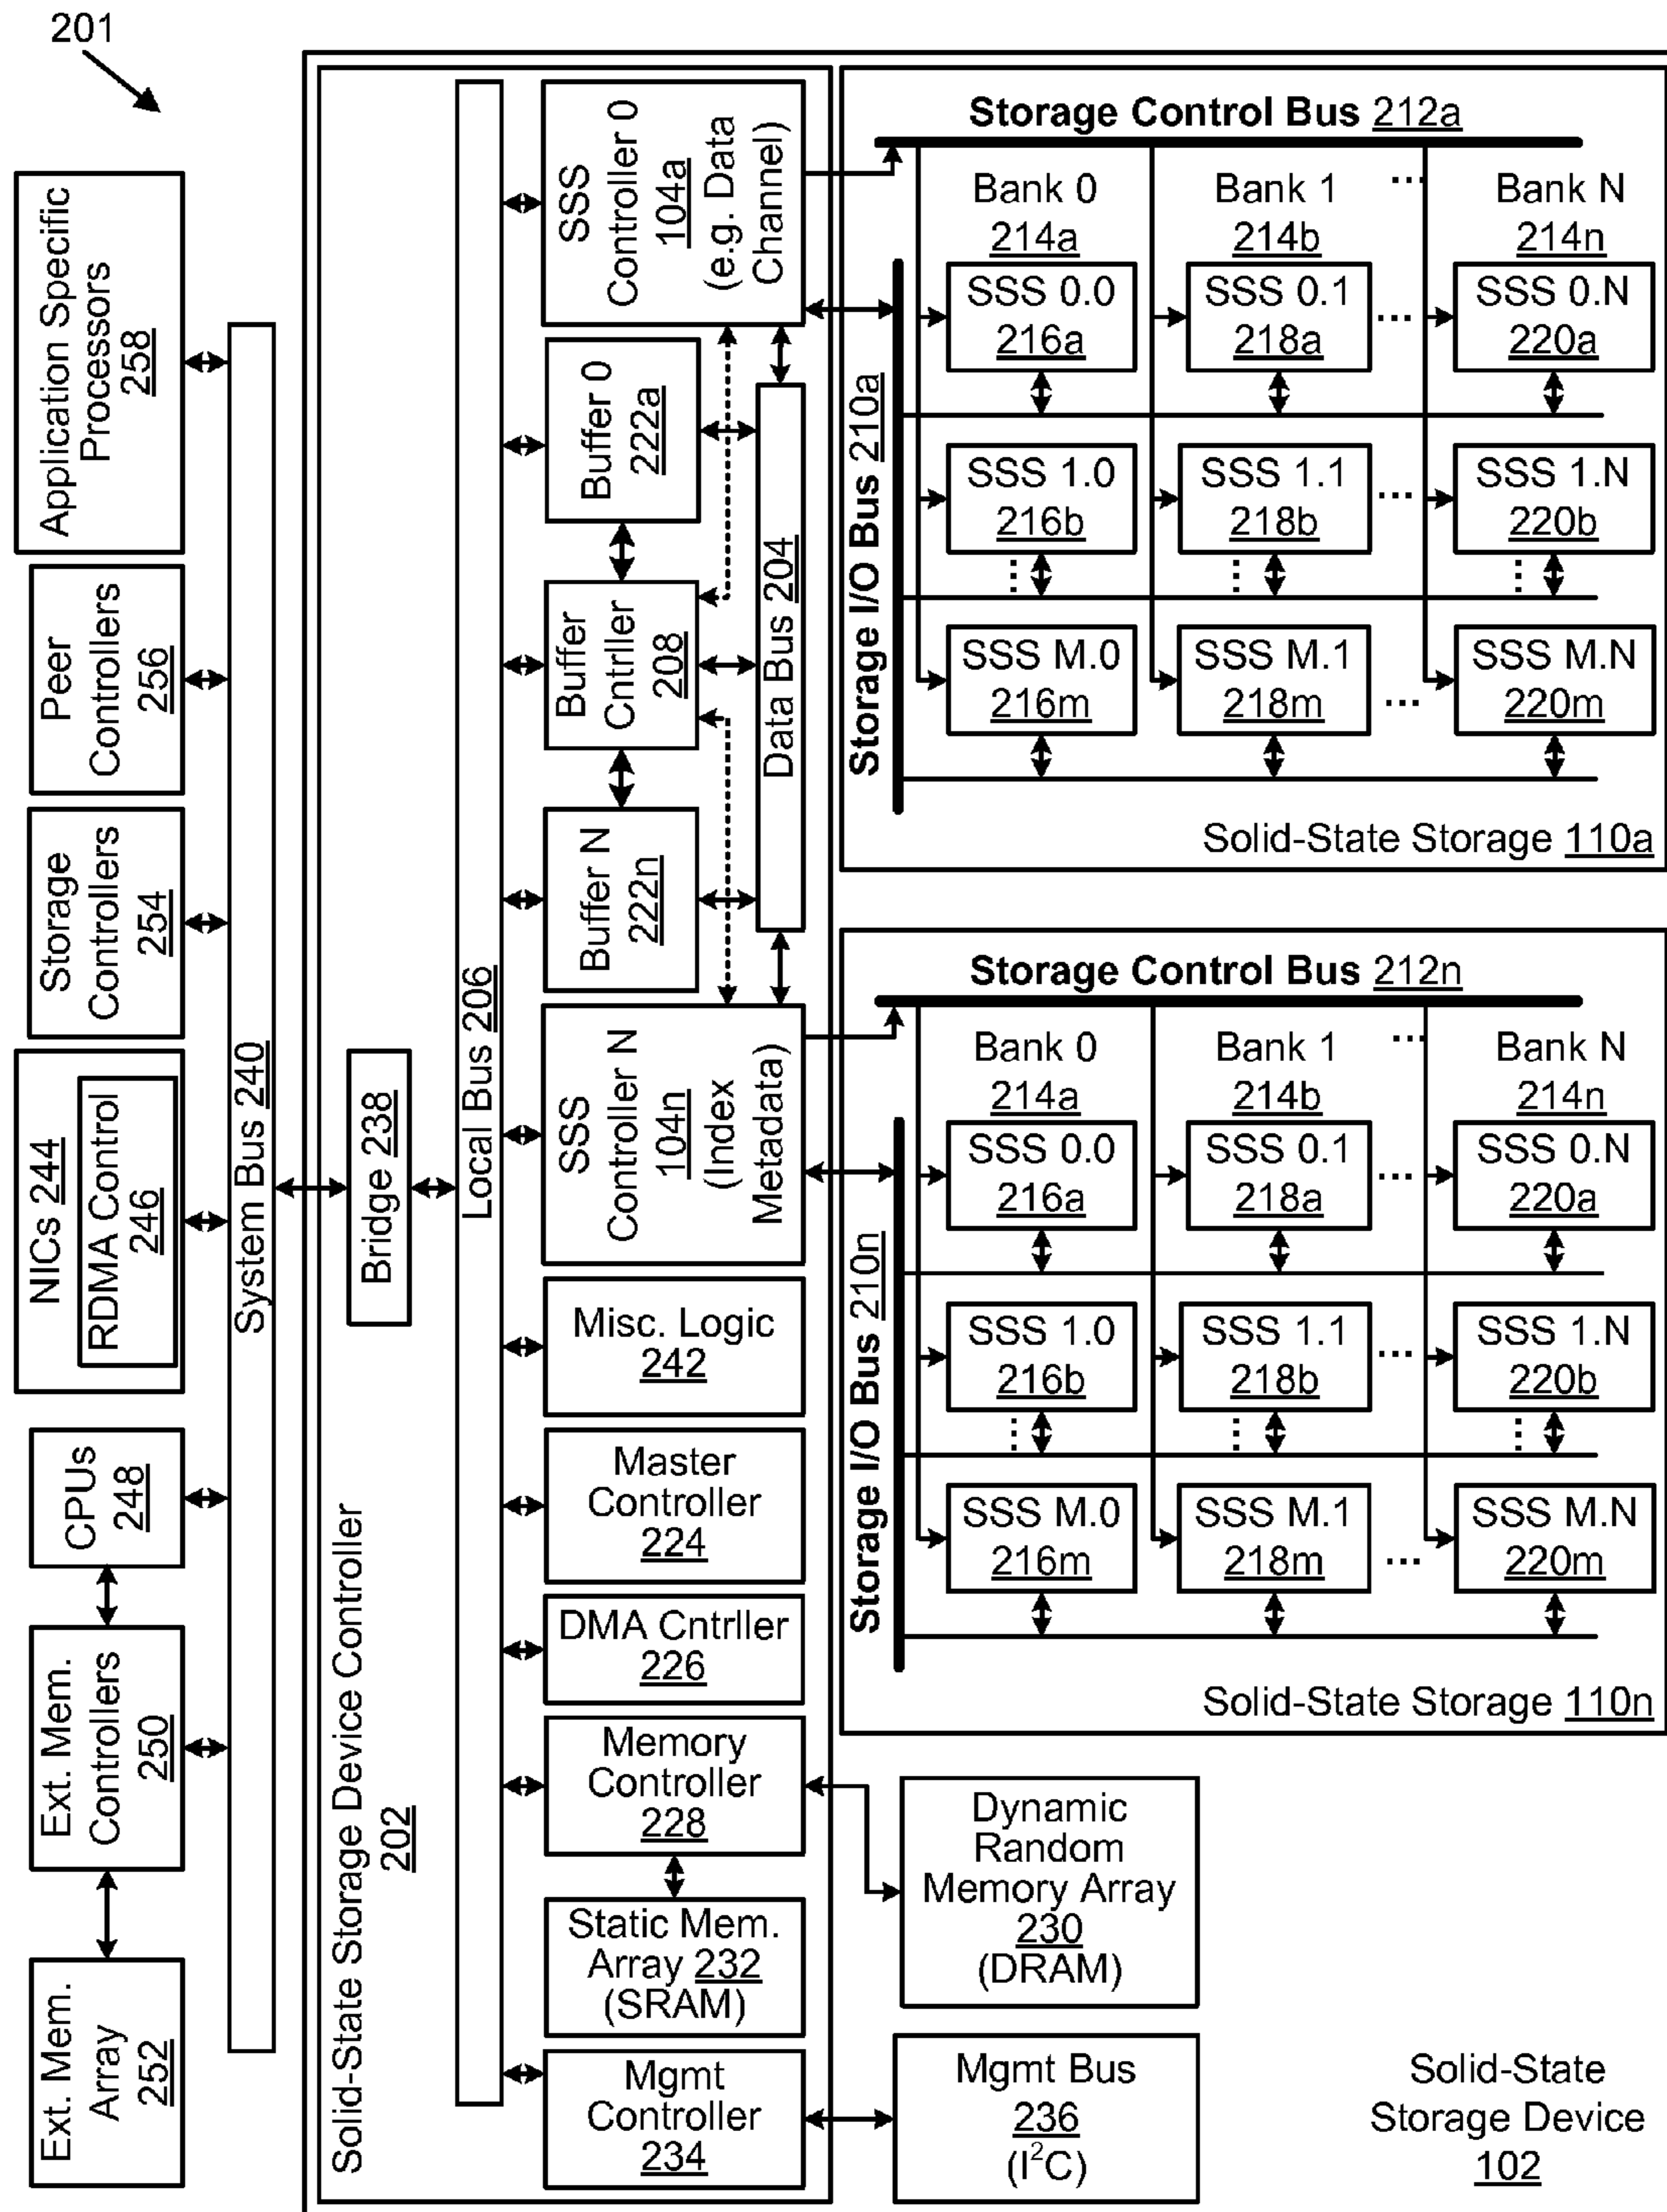 201
Application Specific
Processors
258
Peer
Controllers
256
Storage
Controllers
254
NICs 244
RDMA Control
246
CPUs
248
Ext. Mem.
Controllers
250
Ext. Mem.
Array
252
System Bus 240
Solid-State Storage Device Controller
202
Bridge 238
Local Bus 206
SSS
Controller 0
104a
(e.g. Data
Channel)
Buffer 0
222a
Buffer
Cntrller
208
Buffer N
222n
Data Bus 204
SSS
Controller N
104n
(Index
Metadata)
Misc. Logic
242
Master
Controller
224
DMA Cntrller
226
Memory
Controller
228
Static Mem.
Array 232
(SRAM)
Mgmt
Controller
234
Storage Control Bus 212a
Storage I/O Bus 210a
Bank 0
214a
Bank 1
214b
...
Bank N
214n
SSS 0.0
216a
SSS 0.1
218a
...
SSS 0.N
220a
SSS 1.0
216b
SSS 1.1
218b
...
SSS 1.N
220b
SSS M.0
216m
SSS M.1
218m
...
SSS M.N
220m
Solid-State Storage 110a
Storage Control Bus 212n
Storage I/O Bus 210n
Bank 0
214a
Bank 1
214b
...
Bank N
214n
SSS 0.0
216a
SSS 0.1
218a
...
SSS 0.N
220a
SSS 1.0
216b
SSS 1.1
218b
...
SSS 1.N
220b
SSS M.0
216m
SSS M.1
218m
...
SSS M.N
220m
Solid-State Storage 110n
Dynamic
Random
Memory Array
230
(DRAM)
Mgmt Bus
236
(I²C)
Solid-State
Storage Device
102